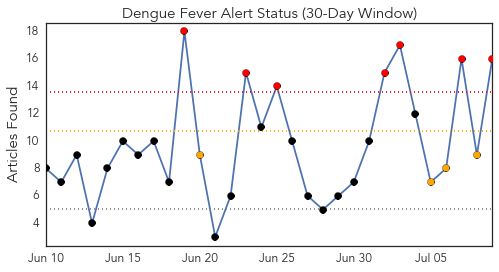 Dengue Fever Alert Status (30-Day Window)
18
16
14
12
10
8
6
4
Articles Found
Jun 10 Jun 15 Jun 20 Jun 25 Jun 30 Jul 05